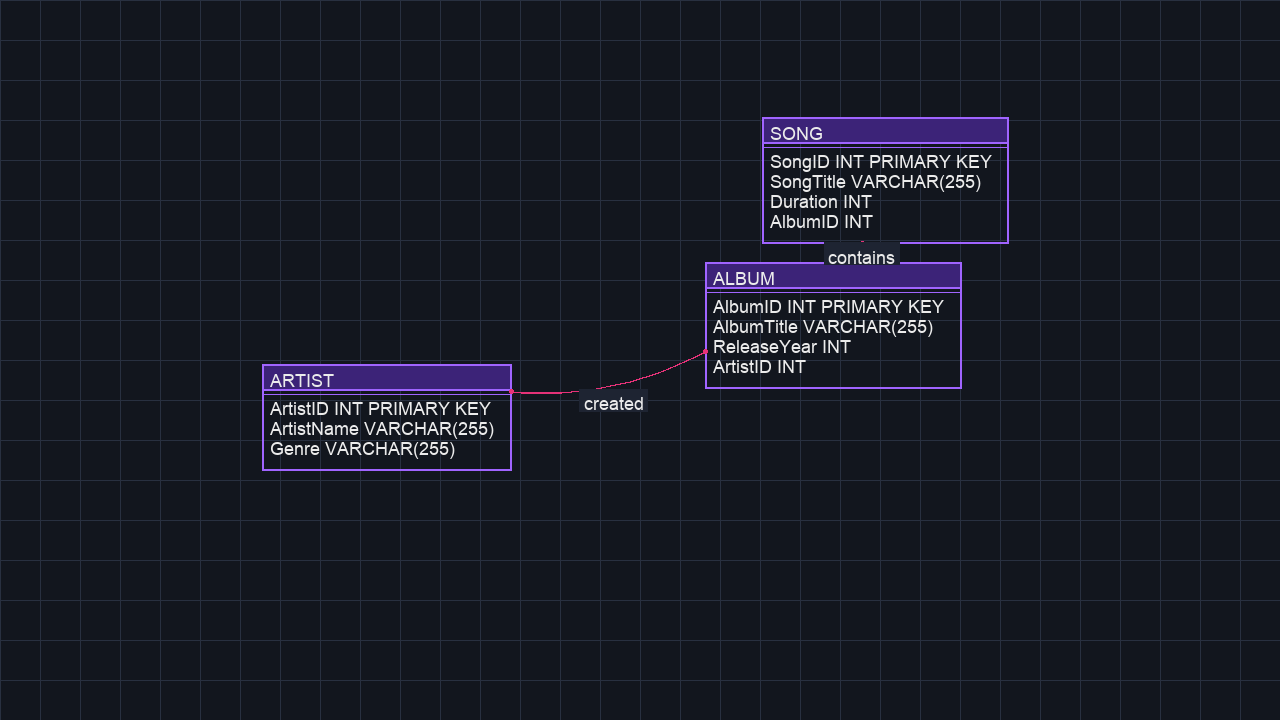 SONG
SongID INT PRIMARY KEY
SongTitle VARCHAR(255)
Duration INT
AlbumID INT
contains
ALBUM
AlbumID INT PRIMARY KEY
AlbumTitle VARCHAR(255)
ReleaseYear INT
ArtistID INT
ARTIST
ArtistID INT PRIMARY KEY
ArtistName VARCHAR(255)
Genre VARCHAR(255)
created